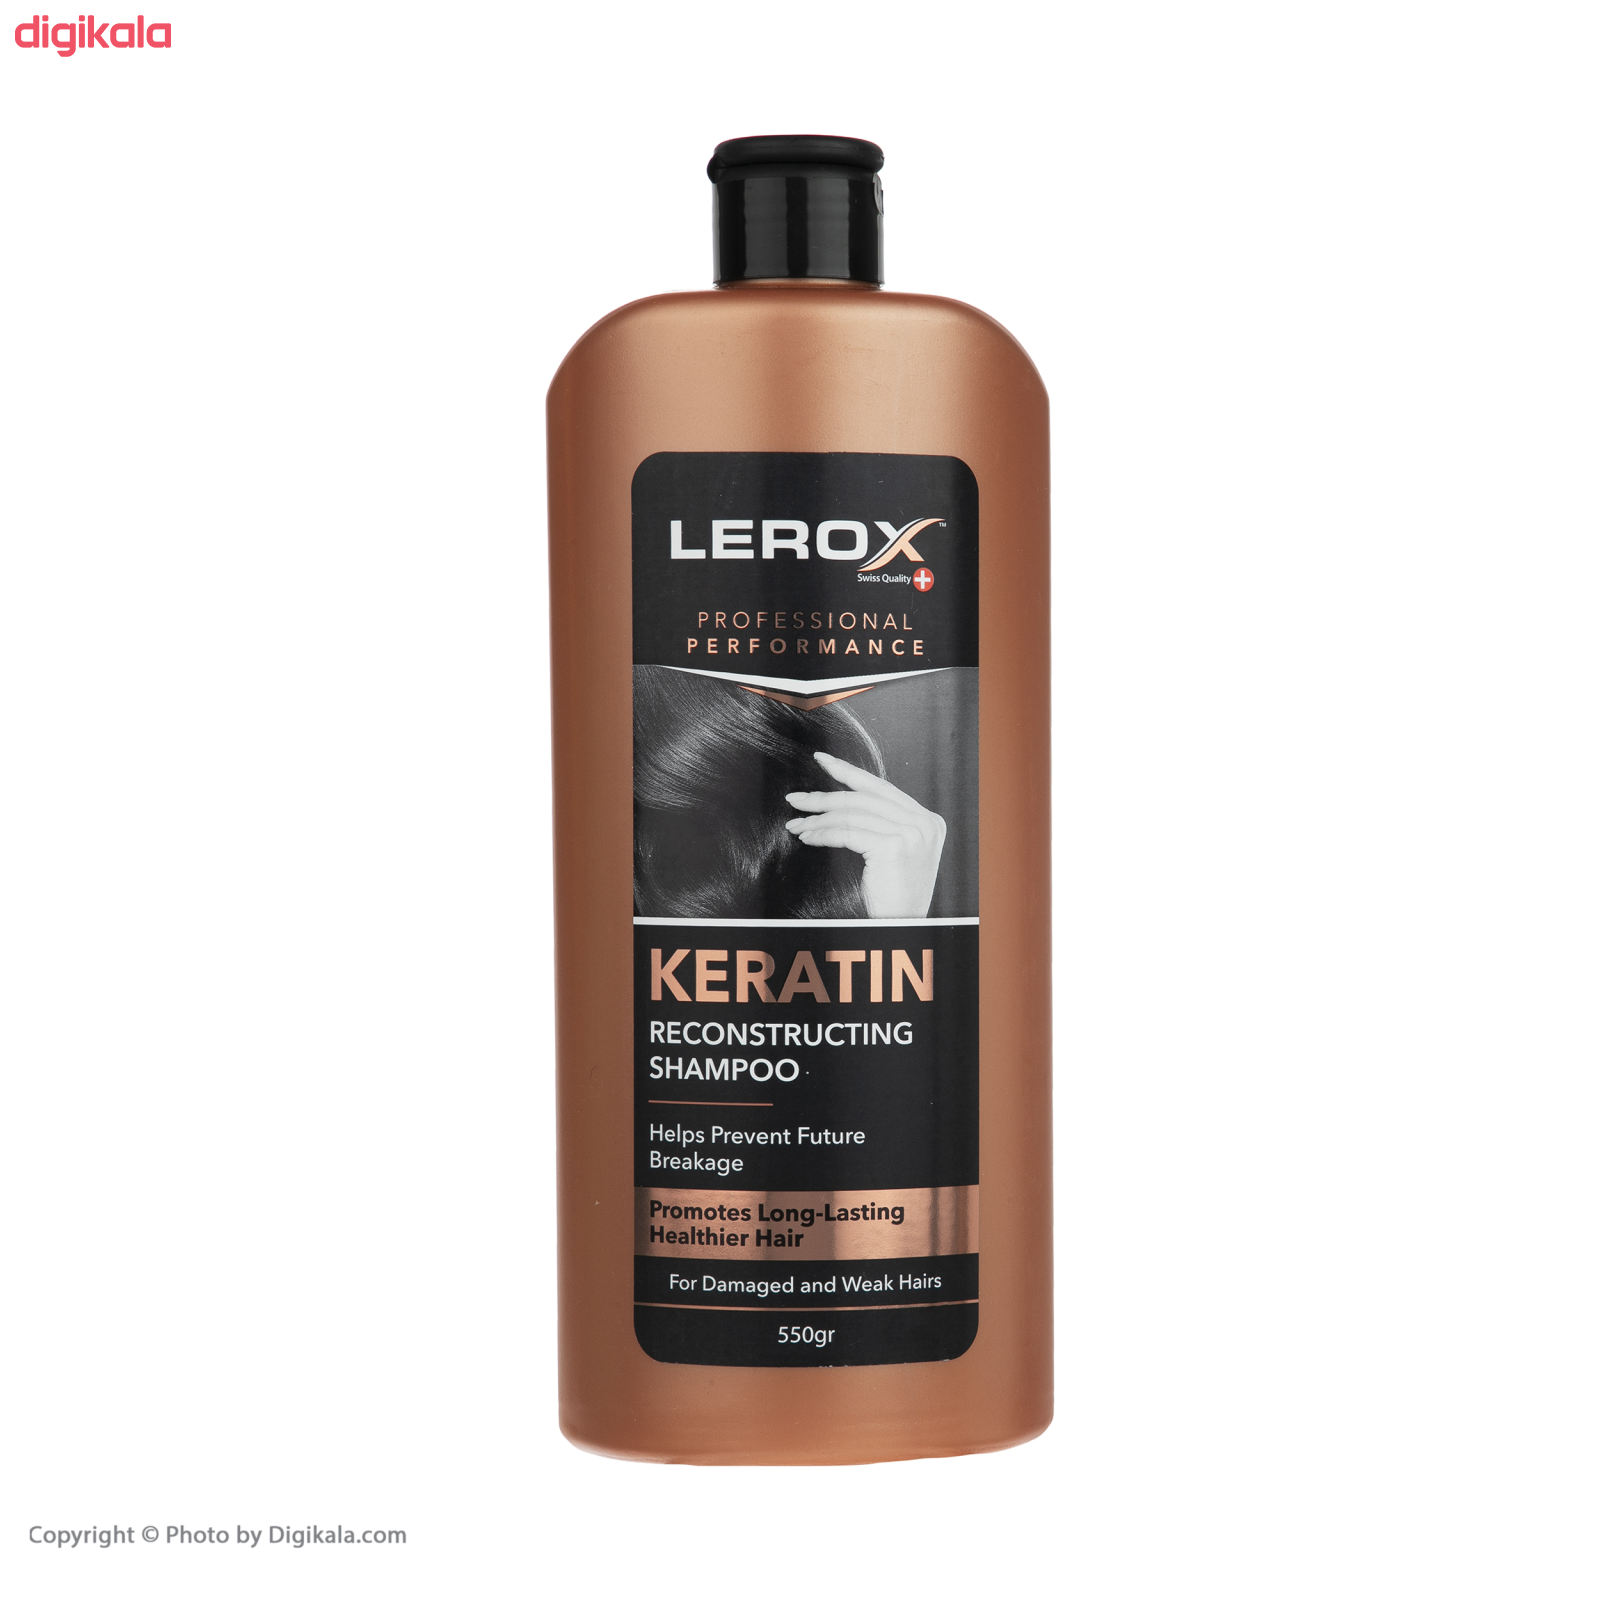 digikala
LEROX™
Swiss Quality
PROFESSIONAL
PERFORMANCE
KERATIN
RECONSTRUCTING
SHAMPOO
Helps Prevent Future
Breakage
Promotes Long-Lasting
Healthier Hair
For Damaged and Weak Hairs
550gr
Copyright © Photo by Digikala.com